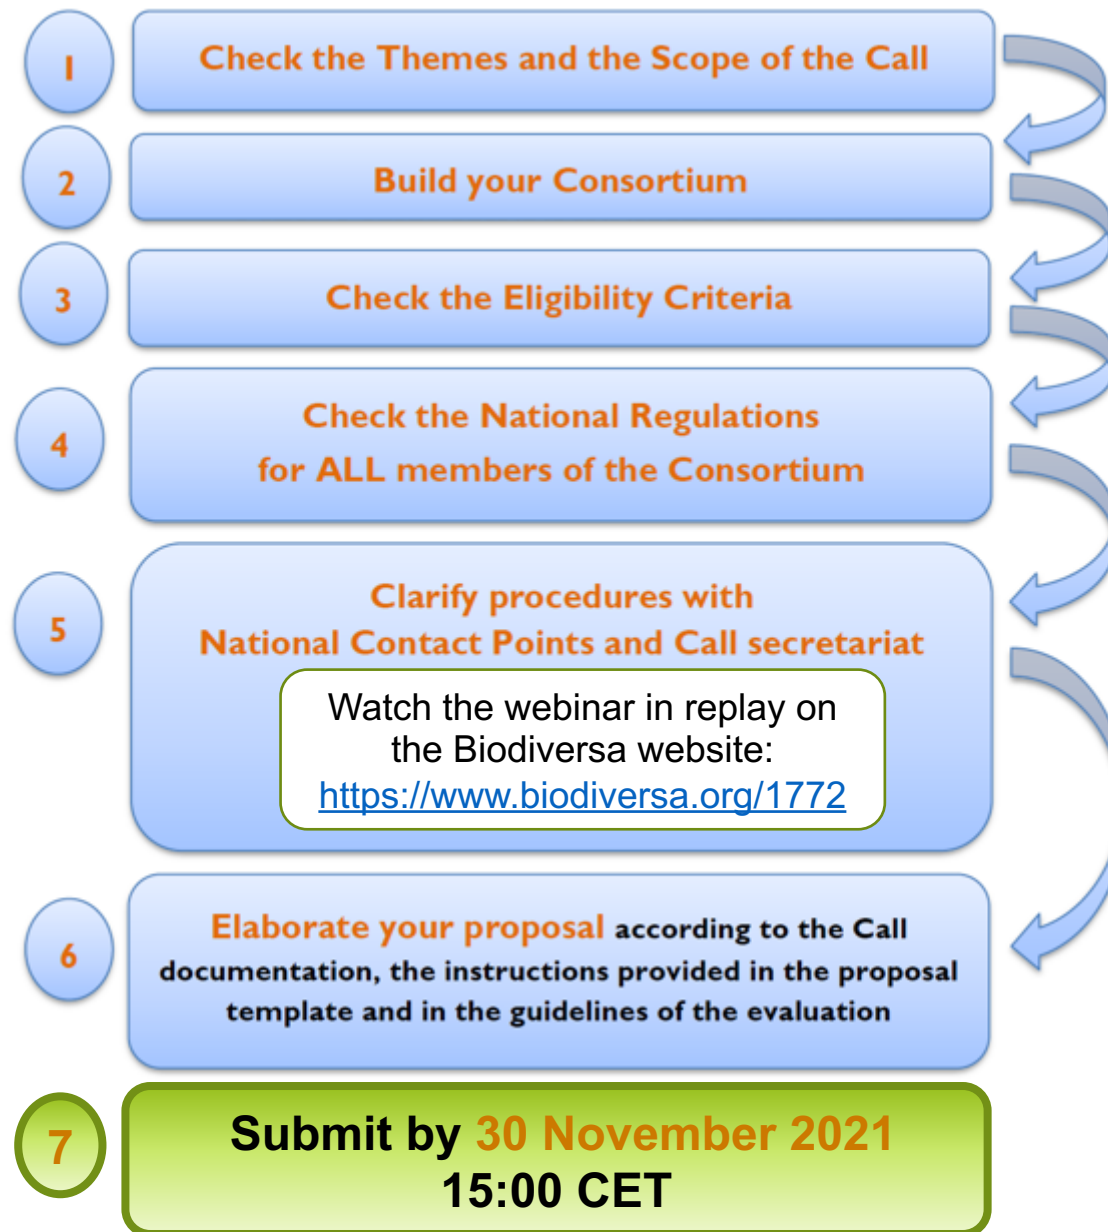 1
Check the Themes and the Scope of the Call
2
Build your Consortium
3
Check the Eligibility Criteria
4
Check the National Regulations
for ALL members of the Consortium
5
Clarify procedures with
National Contact Points and Call secretariat
Watch the webinar in replay on
the Biodiversa website:
https://www.biodiversa.org/1772
6
Elaborate your proposal according to the Call
documentation, the instructions provided in the proposal
template and in the guidelines of the evaluation
7
Submit by 30 November 2021
15:00 CET